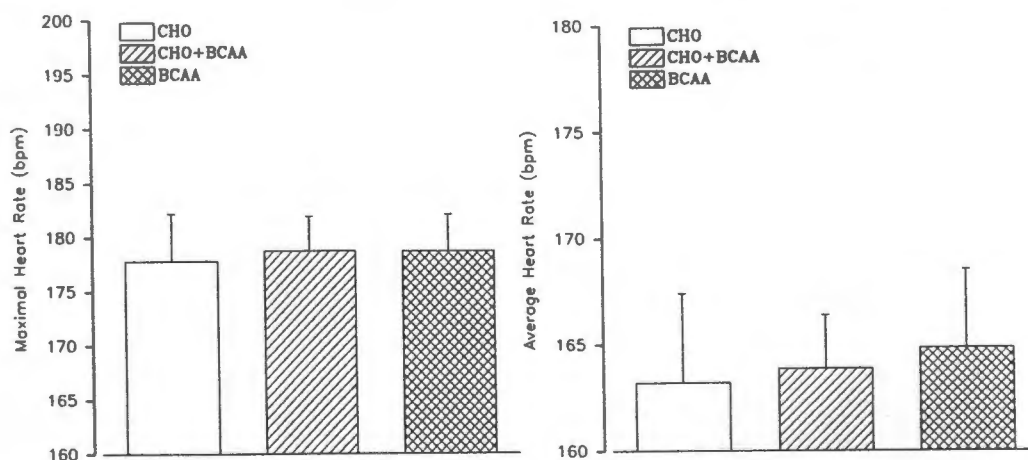 Maximal Heart Rate (bpm)
200
195
190
185
180
175
170
165
160
CHO
CHO+BCAA
BCAA
Average Heart Rate (bpm)
180
175
170
165
160
CHO
CHO+BCAA
BCAA